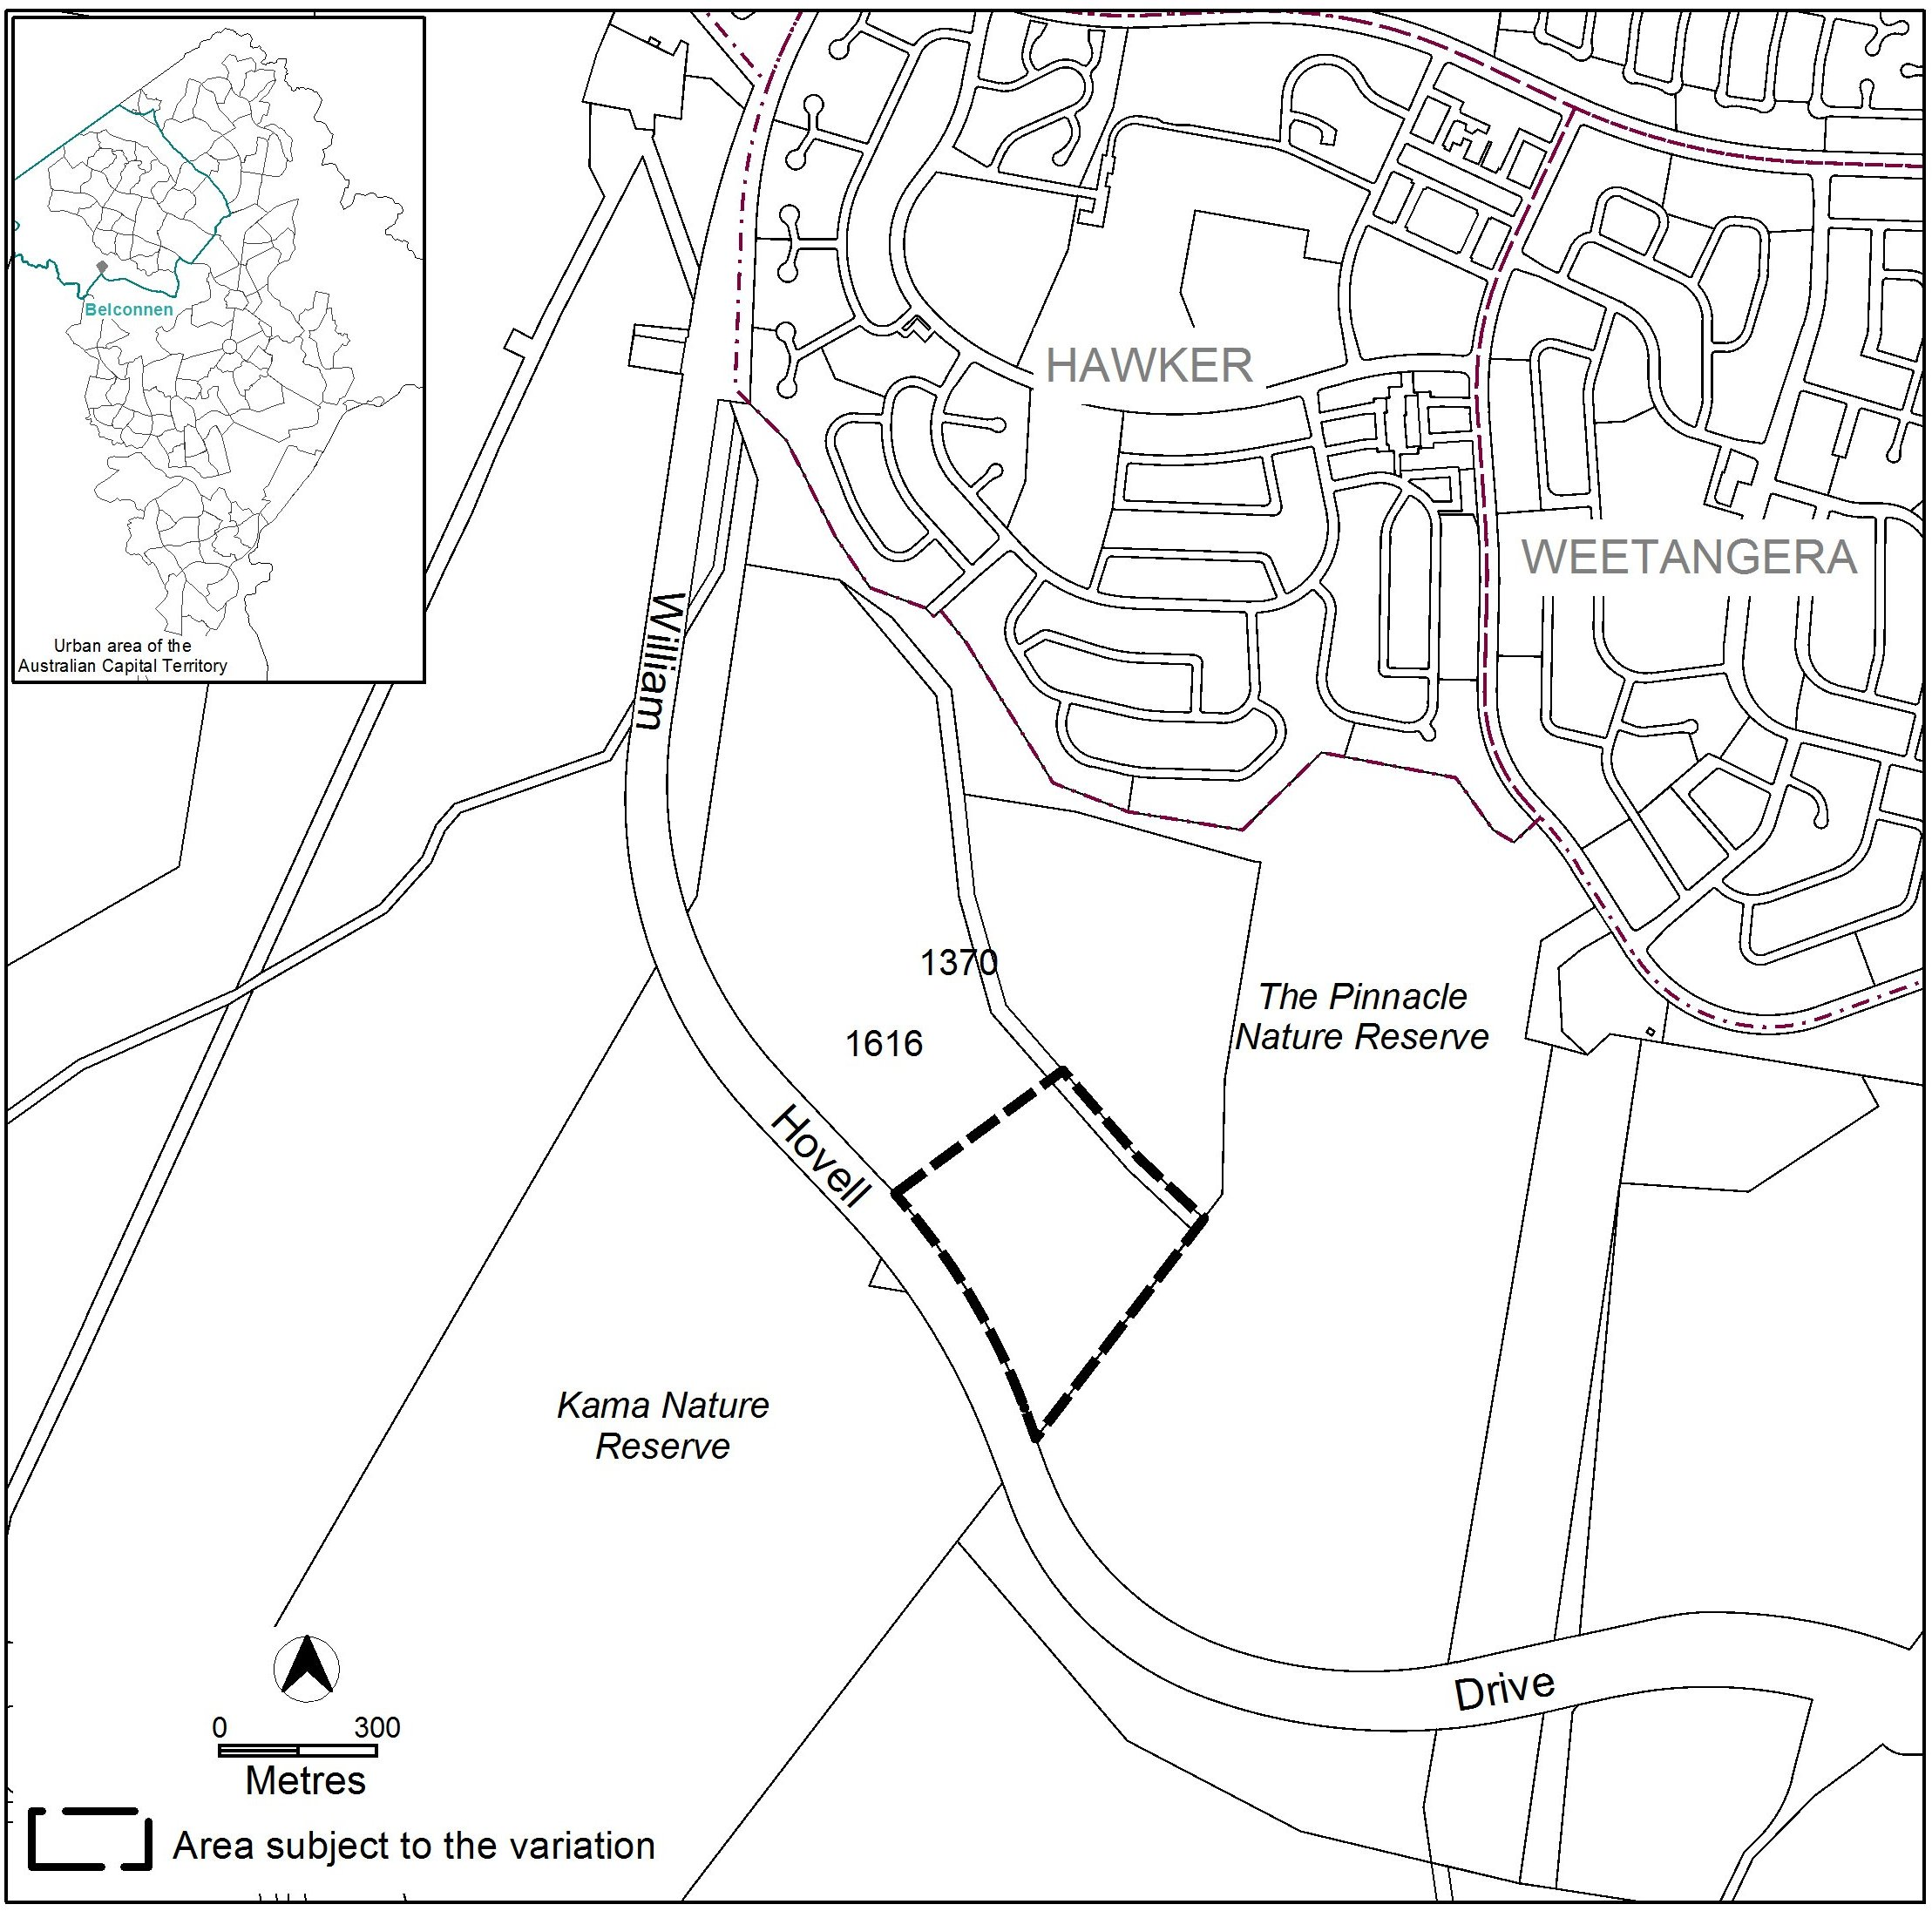 Belconnen
Urban area of the
Australian Capital Territory
HAWKER
WEETANGERA
William
1370
The Pinnacle
Nature Reserve
1616
Hovell
Kama Nature
Reserve
Drive
0 300
Metres
Area subject to the variation